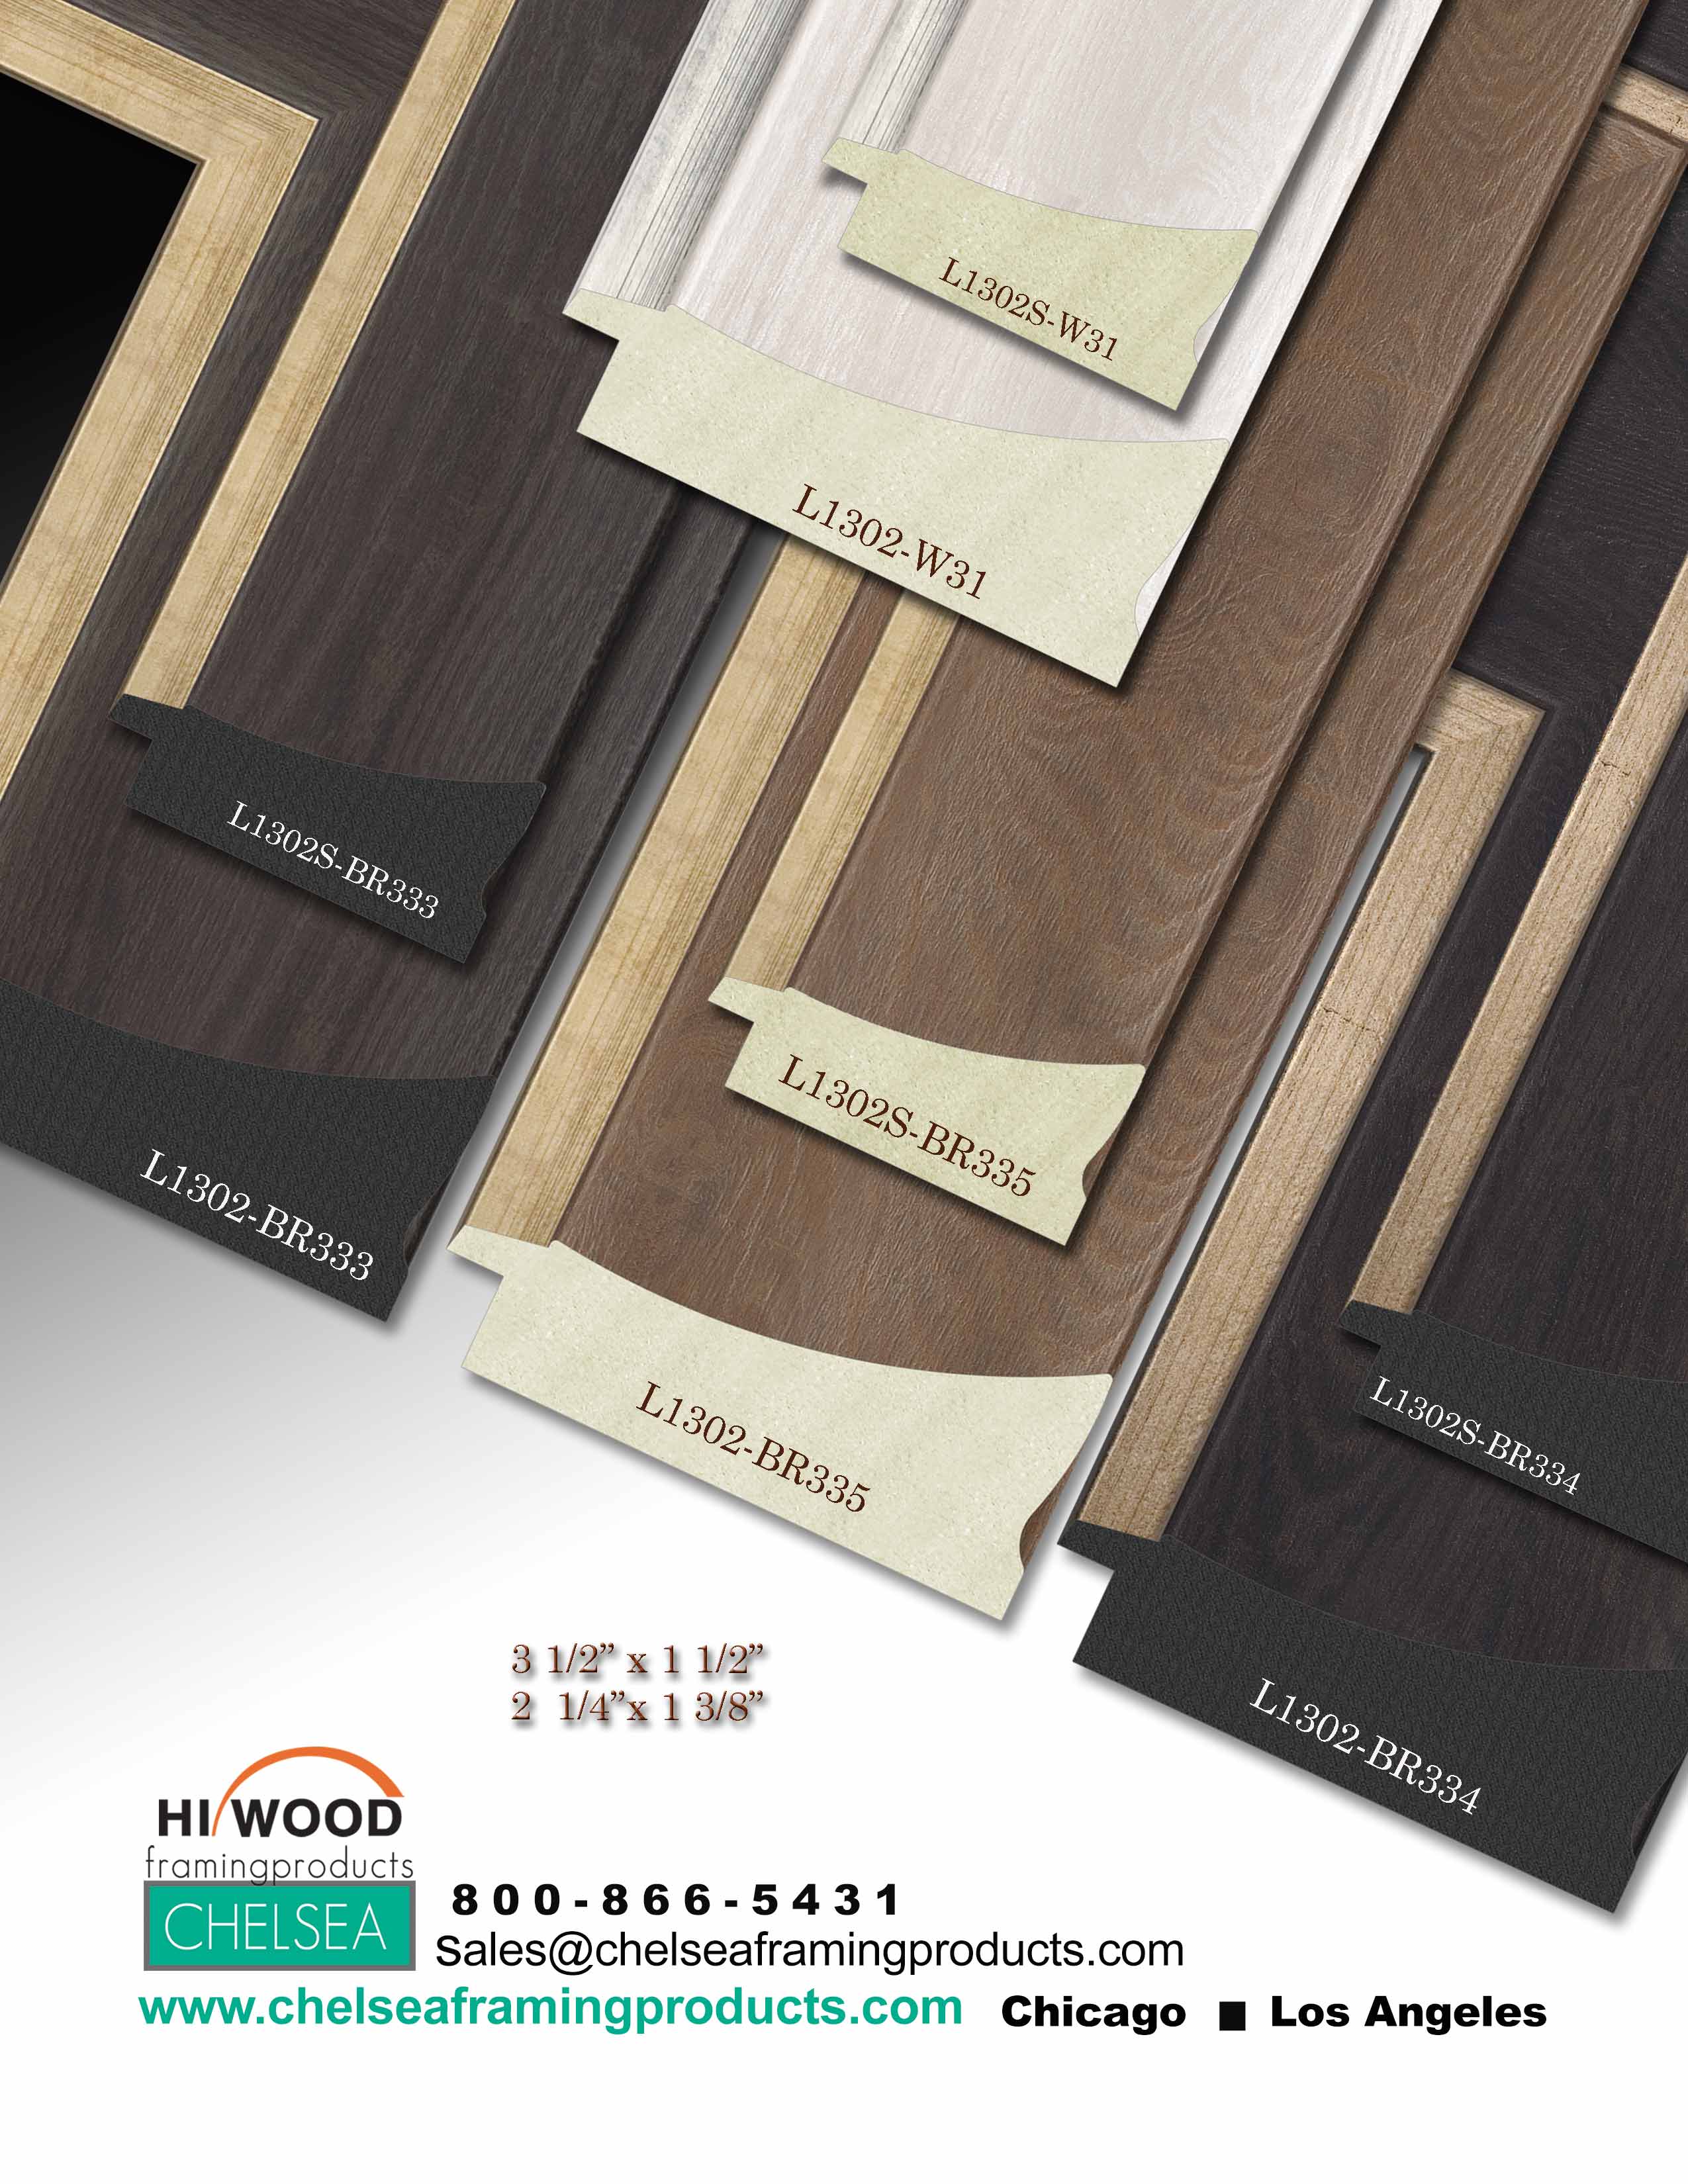 L1302S-W31
L1302-W31
L1302S-BR333
L1302S-BR335
L1302-BR333
L1302S-BR334
L1302-BR335
L1302-BR334
3 1/2” x 1 1/2”
2 1/4”x 1 3/8”
HI/WOOD
framingproducts
CHELSEA
800-866-5431
Sales@chelseaframingproducts.com
www.chelseaframingproducts.com Chicago ■ Los Angeles